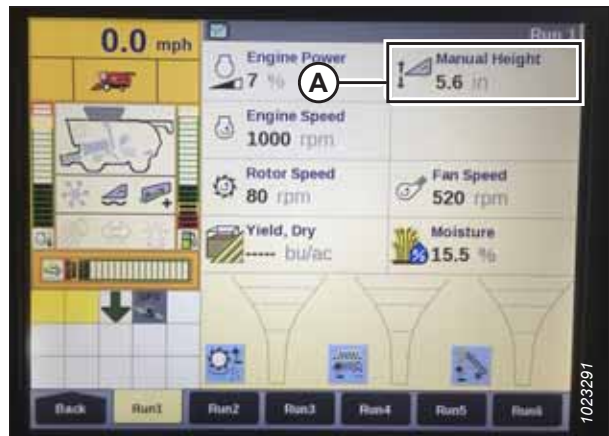 0.0 mph
Run 1
Engine Power
7 %
A
Manual Height
5.6 in
Engine Speed
1000 rpm
Rotor Speed
80 rpm
Fan Speed
520 rpm
Yield, Dry
----- bu/ac
Moisture
15.5 %
Back
Run1
Run2
Run3
Run4
Run5
Run6
1023291